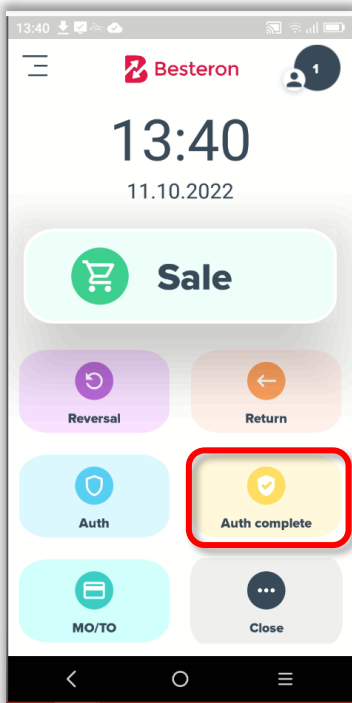 13:40
Besteron
1
13:40
11.10.2022
Sale
Reversal
Return
Auth
Auth complete
MO/TO
Close